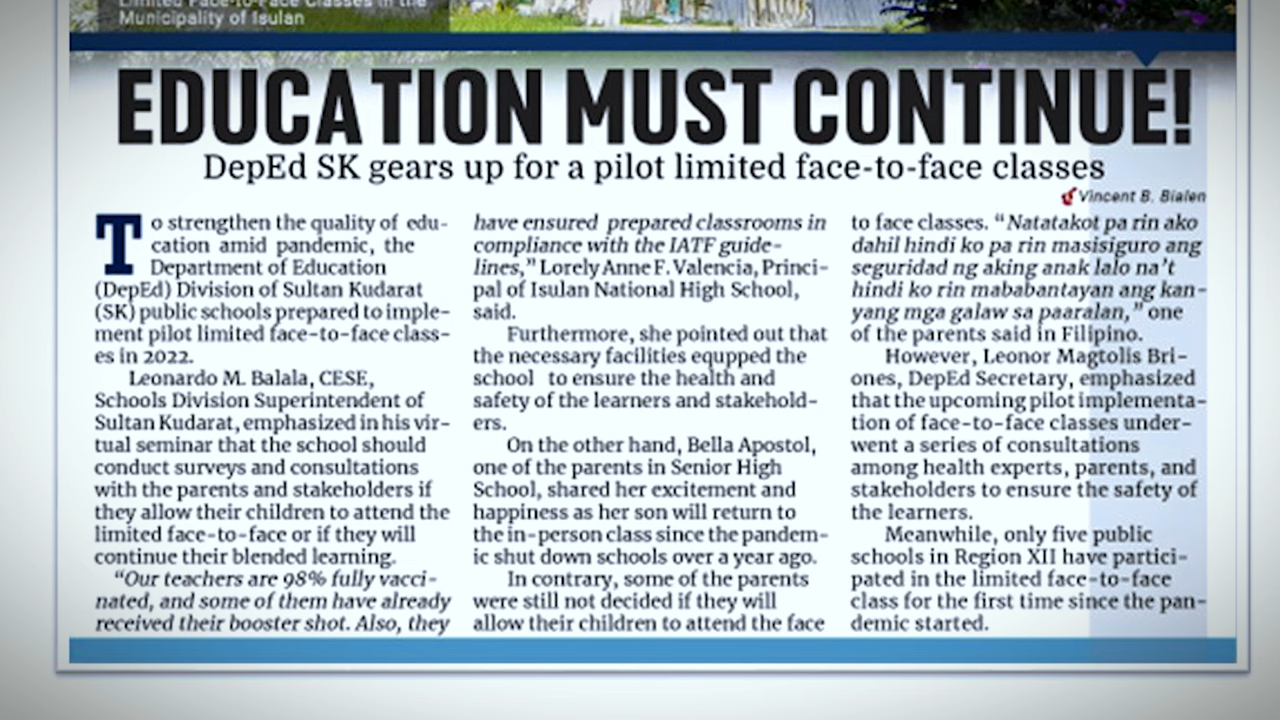 Limited Face-to-Face Classes in the
Municipality of Isulan
EDUCATION MUST CONTINUE!
DepEd SK gears up for a pilot limited face-to-face classes
Vincent B. Bialen
To strengthen the quality of edu-
cation amid pandemic, the
Department of Education
(DepEd) Division of Sultan Kudarat
(SK) public schools prepared to imple-
ment pilot limited face-to-face class-
es in 2022.
Leonardo M. Balala, CESE,
Schools Division Superintendent of
Sultan Kudarat, emphasized in his vir-
tual seminar that the school should
conduct surveys and consultations
with the parents and stakeholders if
they allow their children to attend the
limited face-to-face or if they will
continue their blended learning.
“Our teachers are 98% fully vacci-
nated, and some of them have already
received their booster shot. Also, they
have ensured prepared classrooms in
compliance with the IATF guide-
lines,” Lorely Anne F. Valencia, Princi-
pal of Isulan National High School,
said.
Furthermore, she pointed out that
the necessary facilities equpped the
school to ensure the health and
safety of the learners and stakehold-
ers.
On the other hand, Bella Apostol,
one of the parents in Senior High
School, shared her excitement and
happiness as her son will return to
the in-person class since the pandem-
ic shut down schools over a year ago.
In contrary, some of the parents
were still not decided if they will
allow their children to attend the face
to face classes. “Natatakot pa rin ako
dahil hindi ko pa rin masisiguro ang
seguridad ng aking anak lalo na’t
hindi ko rin mababantayan ang kan-
yang mga galaw sa paaralan,” one
of the parents said in Filipino.
However, Leonor Magtolis Bri-
ones, DepEd Secretary, emphasized
that the upcoming pilot implementa-
tion of face-to-face classes under-
went a series of consultations
among health experts, parents, and
stakeholders to ensure the safety of
the learners.
Meanwhile, only five public
schools in Region XII have partici-
pated in the limited face-to-face
class for the first time since the pan-
demic started.